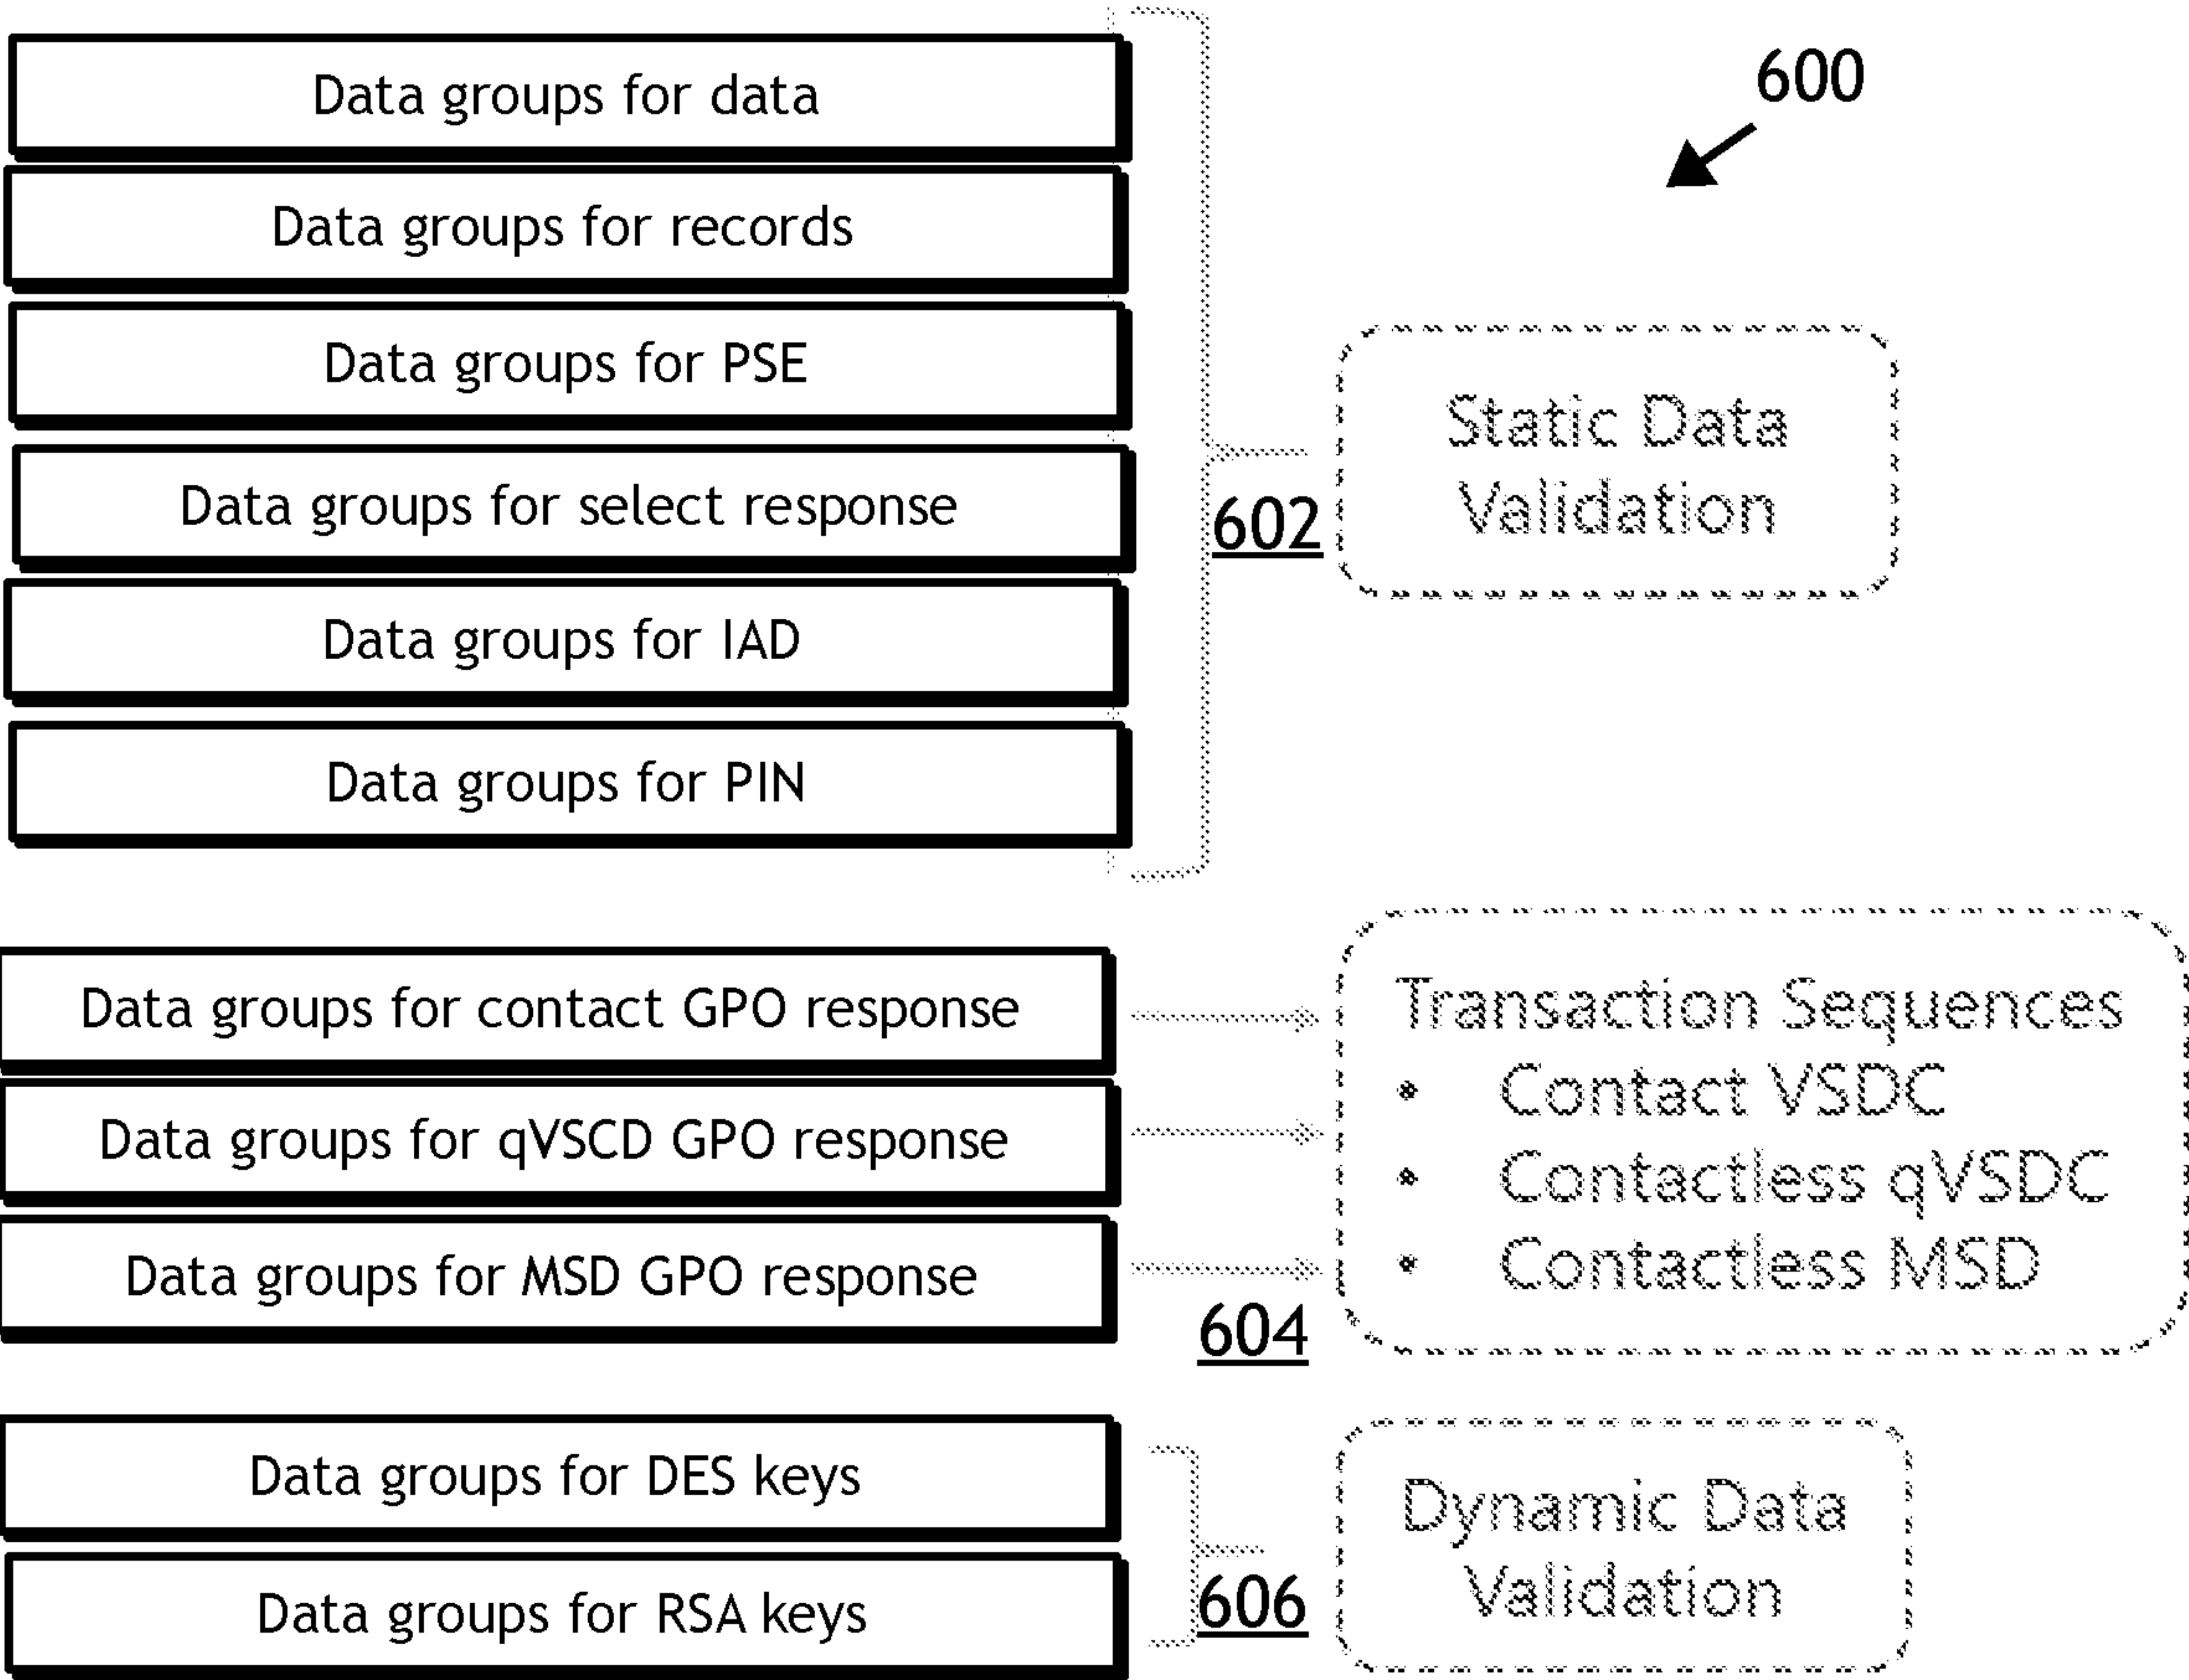 Data groups for data
600
Data groups for records
Data groups for PSE
Data groups for select response
602
Static Data
Validation
Data groups for IAD
Data groups for PIN
Data groups for contact GPO response
Data groups for qVSCD GPO response
Data groups for MSD GPO response
604
Transaction Sequences
• Contact VSDC
• Contactless qVSDC
• Contactless MSD
Data groups for DES keys
Data groups for RSA keys
606
Dynamic Data
Validation